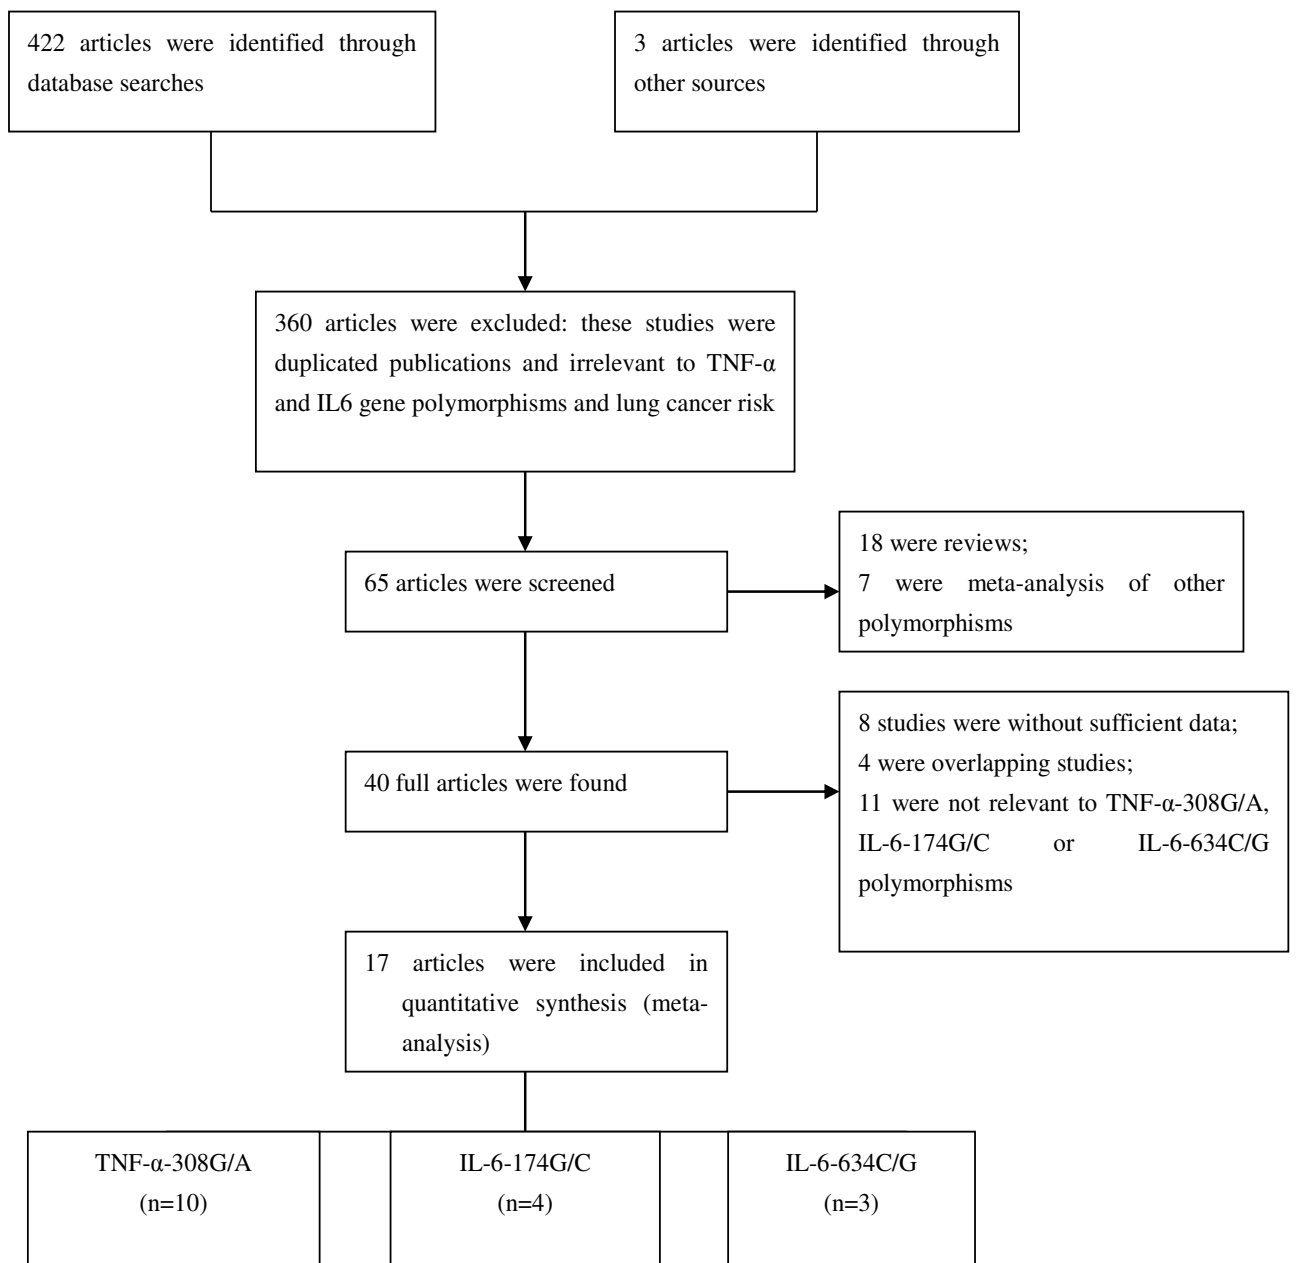 422 articles were identified through
database searches
3 articles were identified through
other sources
360 articles were excluded: these studies were
duplicated publications and irrelevant to TNF-α
and IL6 gene polymorphisms and lung cancer risk
65 articles were screened
18 were reviews;
7 were meta-analysis of other
polymorphisms
40 full articles were found
8 studies were without sufficient data;
4 were overlapping studies;
11 were not relevant to TNF-α-308G/A,
IL-6-174G/C or IL-6-634C/G
polymorphisms
17 articles were included in
quantitative synthesis (meta-
analysis)
TNF-α-308G/A
(n=10)
IL-6-174G/C
(n=4)
IL-6-634C/G
(n=3)